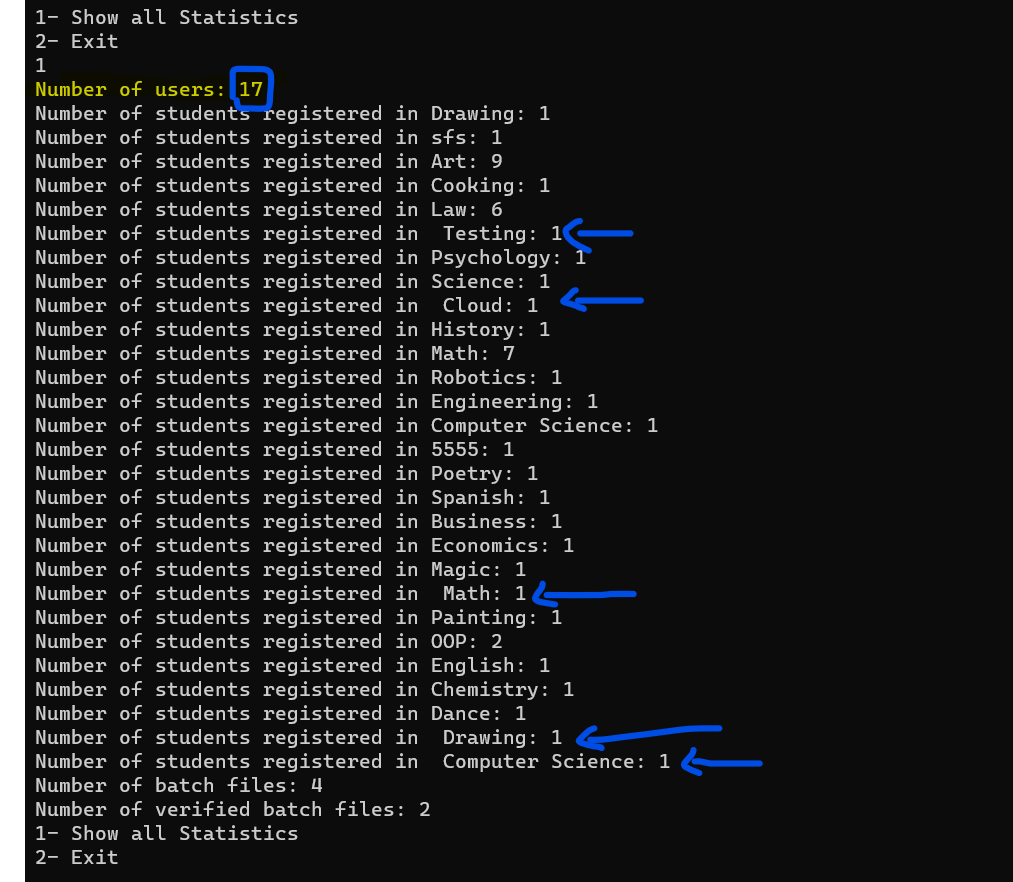 1- Show all Statistics
2- Exit
1
Number of users: 17
Number of students registered in Drawing: 1
Number of students registered in sfs: 1
Number of students registered in Art: 9
Number of students registered in Cooking: 1
Number of students registered in Law: 6
Number of students registered in  Testing: 1
Number of students registered in Psychology: 1
Number of students registered in Science: 1
Number of students registered in  Cloud: 1
Number of students registered in History: 1
Number of students registered in Math: 7
Number of students registered in Robotics: 1
Number of students registered in Engineering: 1
Number of students registered in Computer Science: 1
Number of students registered in 5555: 1
Number of students registered in Poetry: 1
Number of students registered in Spanish: 1
Number of students registered in Business: 1
Number of students registered in Economics: 1
Number of students registered in Magic: 1
Number of students registered in  Math: 1
Number of students registered in Painting: 1
Number of students registered in OOP: 2
Number of students registered in English: 1
Number of students registered in Chemistry: 1
Number of students registered in Dance: 1
Number of students registered in  Drawing: 1
Number of students registered in  Computer Science: 1
Number of batch files: 4
Number of verified batch files: 2
1- Show all Statistics
2- Exit